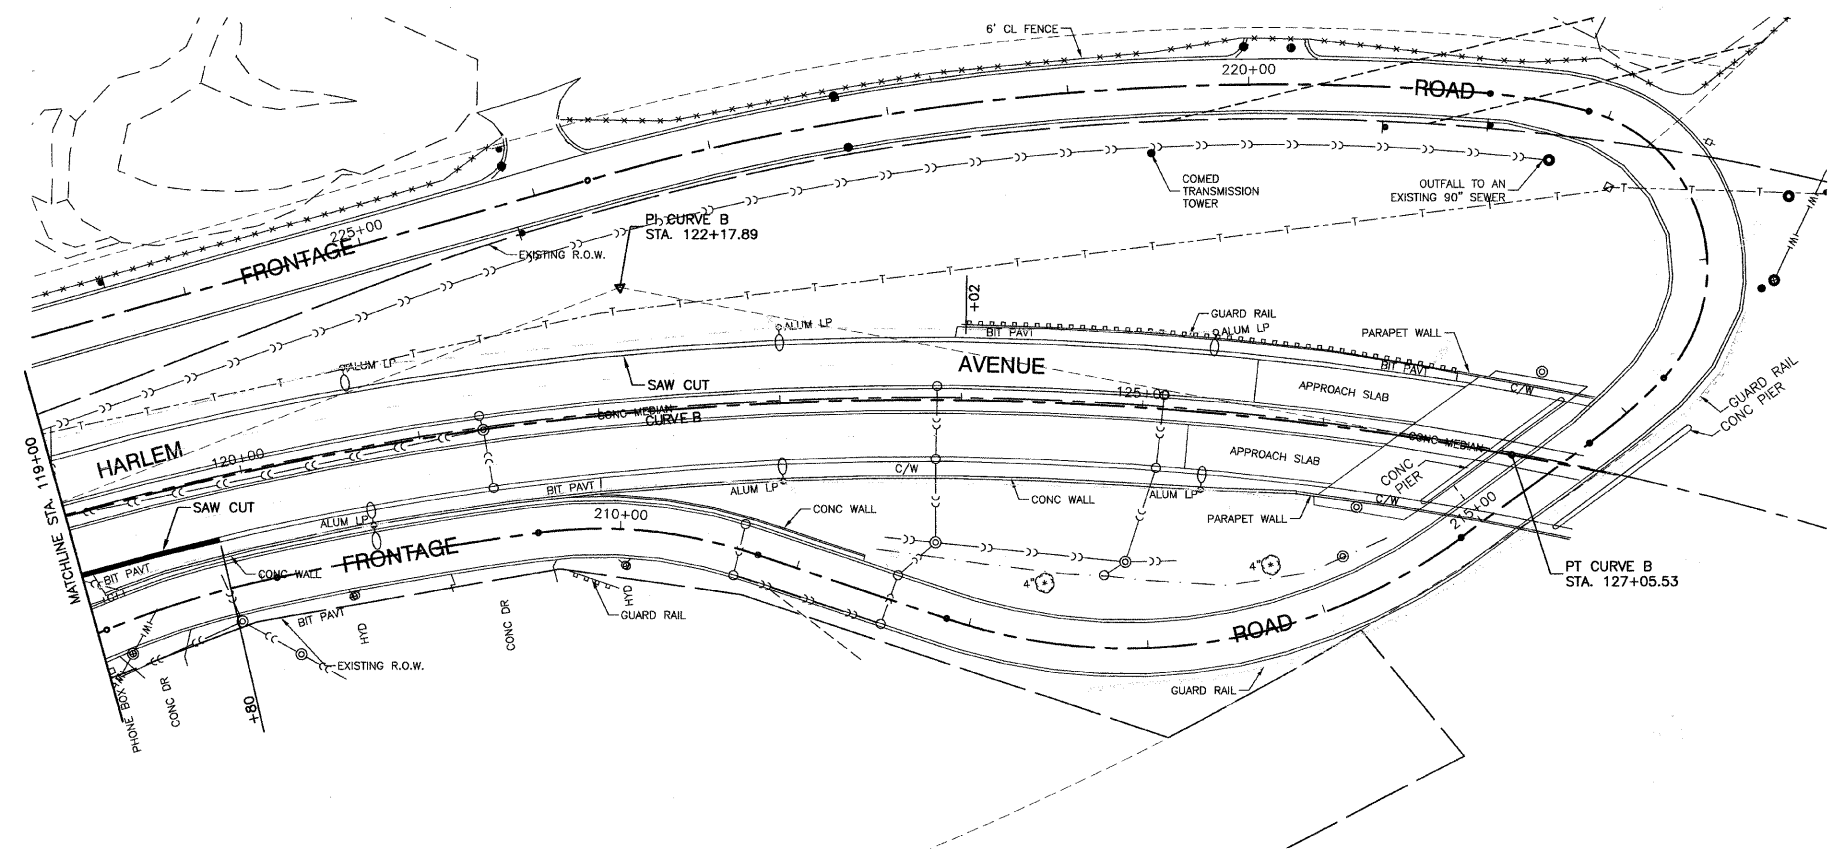 6' CL FENCE
220+00
ROAD
COMED
TRANSMISSION
TOWER
OUTFALL TO AN
EXISTING 90" SEWER
225+00
FRONTAGE
PI CURVE B
STA. 122+17.89
EXISTING R.O.W.
+02
GUARD RAIL
ALUM LP
BIT PAVT
ALUM LP
PARAPET WALL
ALUM LP
AVENUE
BIT PAVT
C/W
SAW CUT
APPROACH SLAB
125+00
GUARD RAIL
CONC PIER
CONC MEDIAN
CURVE B
CONC MEDIAN
HARLEM
120+00
APPROACH SLAB
C/W
CONC
PIER
BIT PAVT
ALUM LP
CONC WALL
ALUM LP
C/W
215+00
SAW CUT
ALUM LP
210+00
CONC WALL
PARAPET WALL
MATCHLINE STA. 119+00
FRONTAGE
BIT PAVT
CONC WALL
4"
4"
PT CURVE B
STA. 127+05.53
BIT PAVT
HYD
CONC DR
HYD
GUARD RAIL
ROAD
EXISTING R.O.W.
GUARD RAIL
PHONE BOX
CONC DR
+80